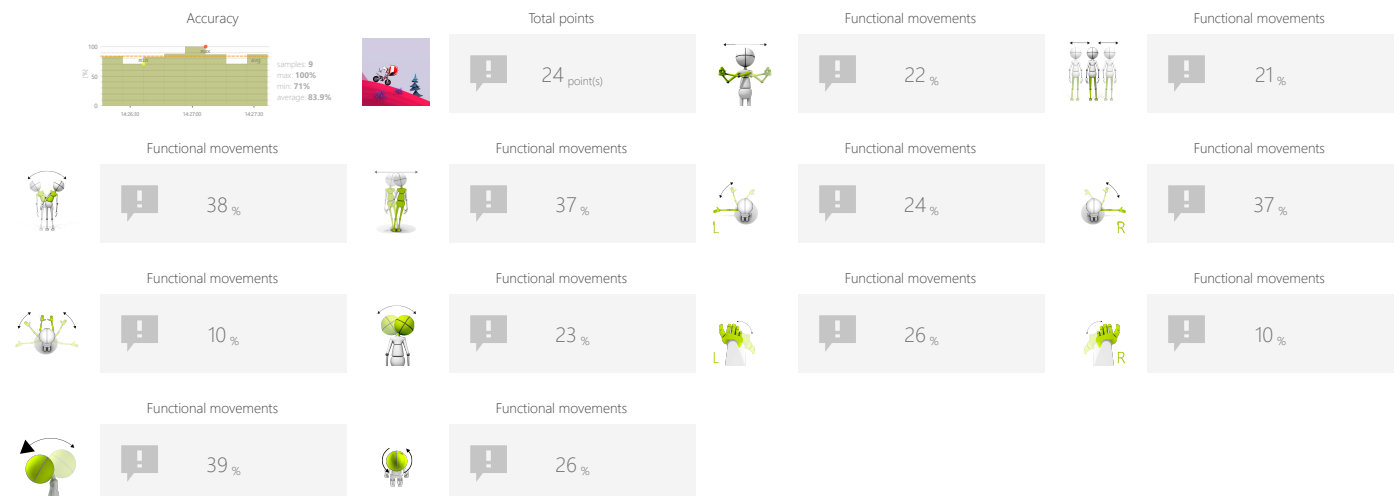 Accuracy
100
50
0
[%]
max
min
avg
14:26:30
14:27:00
14:27:30
samples: 9
max: 100%
min: 71%
average: 83.9%
Total points
24 point(s)
Functional movements
22 %
Functional movements
21 %
Functional movements
38 %
Functional movements
37 %
Functional movements
L
24 %
Functional movements
R
37 %
Functional movements
10 %
Functional movements
23 %
Functional movements
L
26 %
Functional movements
R
10 %
Functional movements
39 %
Functional movements
26 %